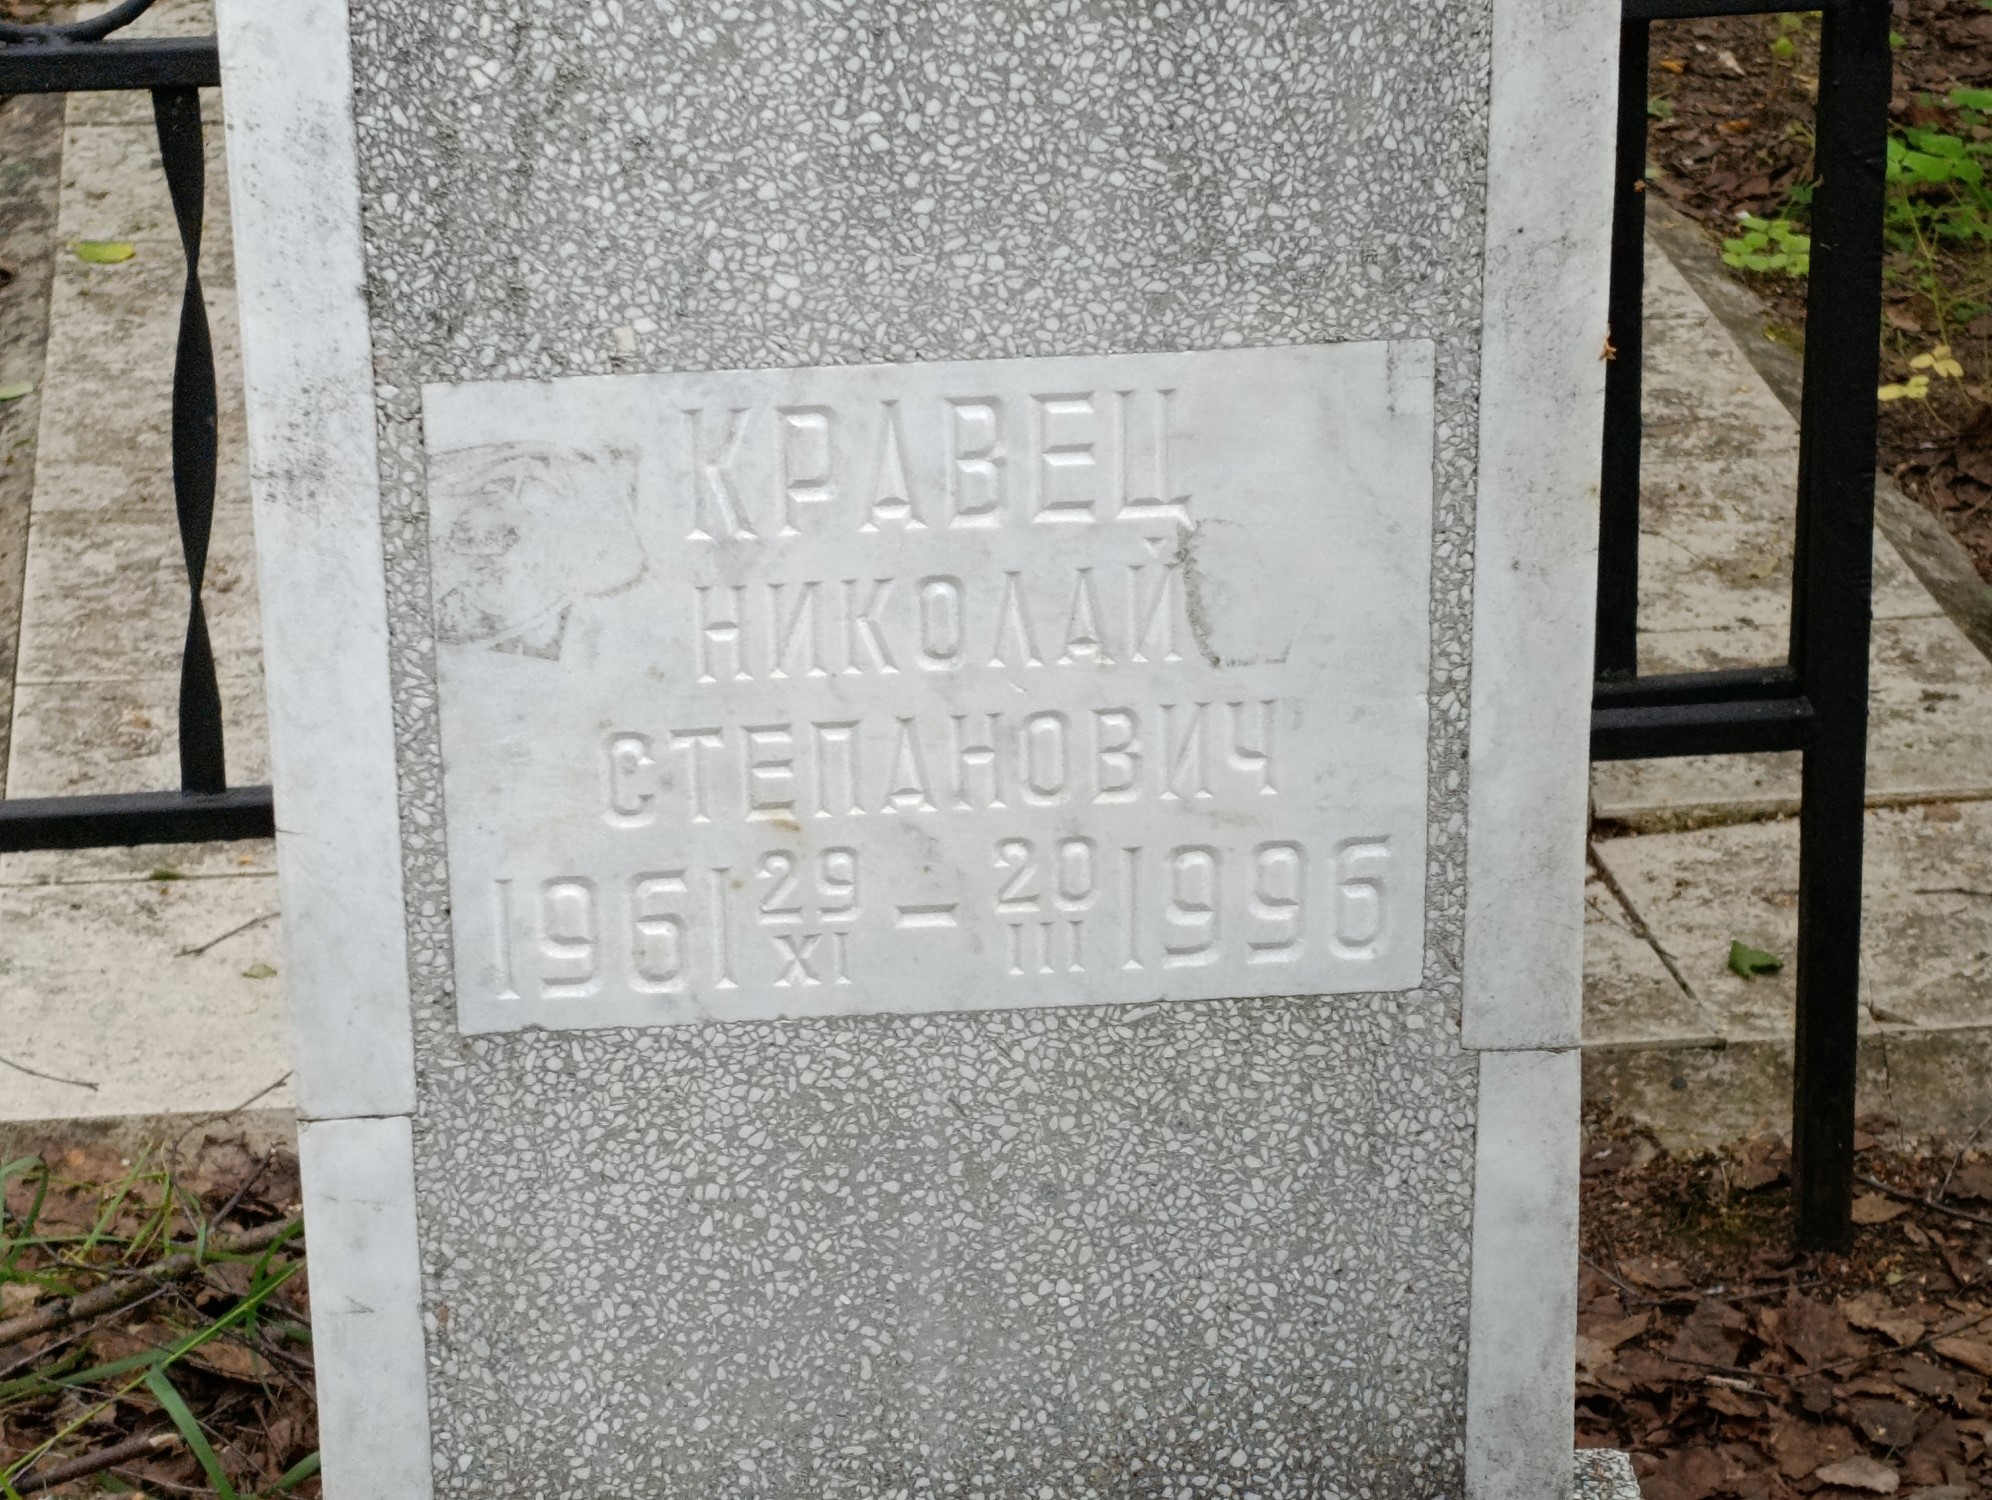 КРАВЕЦ
НИКОЛАЙ
СТЕПАНОВИЧ
1961 29 – 20 1996
XI III